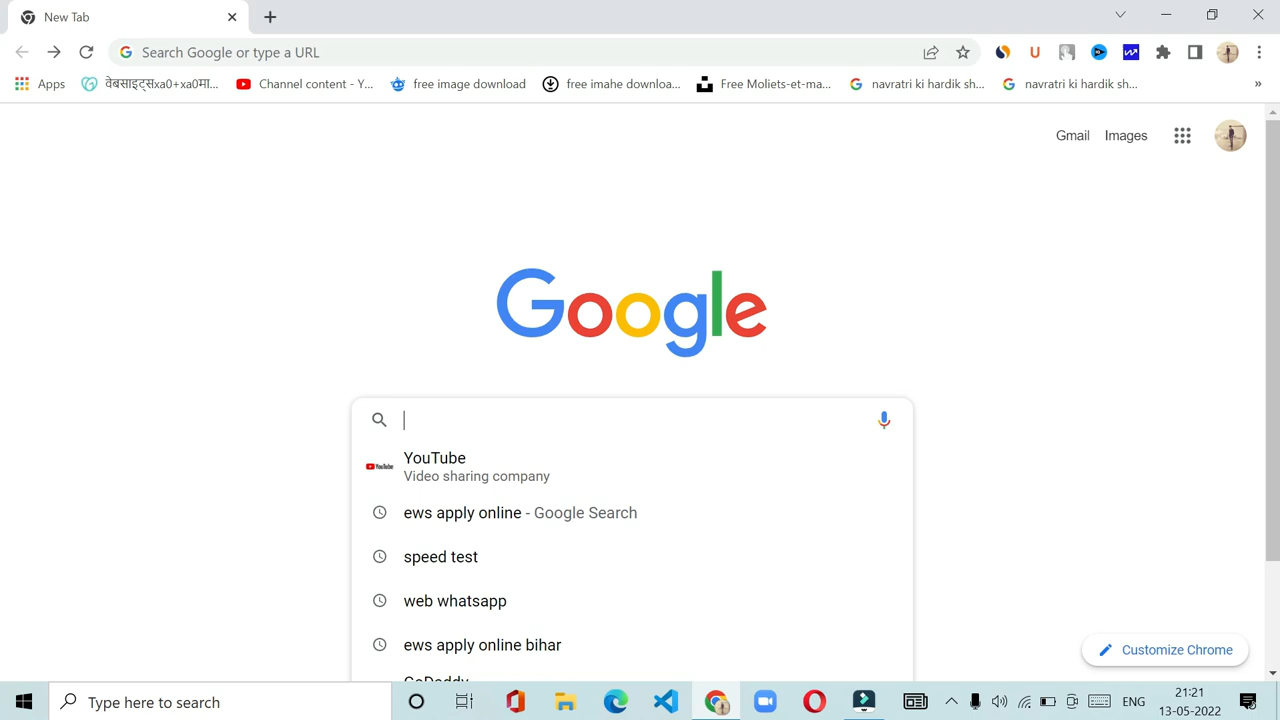 New Tab
Search Google or type a URL
Apps
वेबसाइट्सxa0+xa0मा...
Channel content - Y...
free image download
free imahe downloa...
Free Moliets-et-ma...
navratri ki hardik sh...
navratri ki hardik sh...
»
Gmail
Images
Google
YouTube
YouTube
Video sharing company
ews apply online - Google Search
speed test
web whatsapp
ews apply online bihar
GoDaddy
Customize Chrome
Type here to search
ENG
21:21
13-05-2022